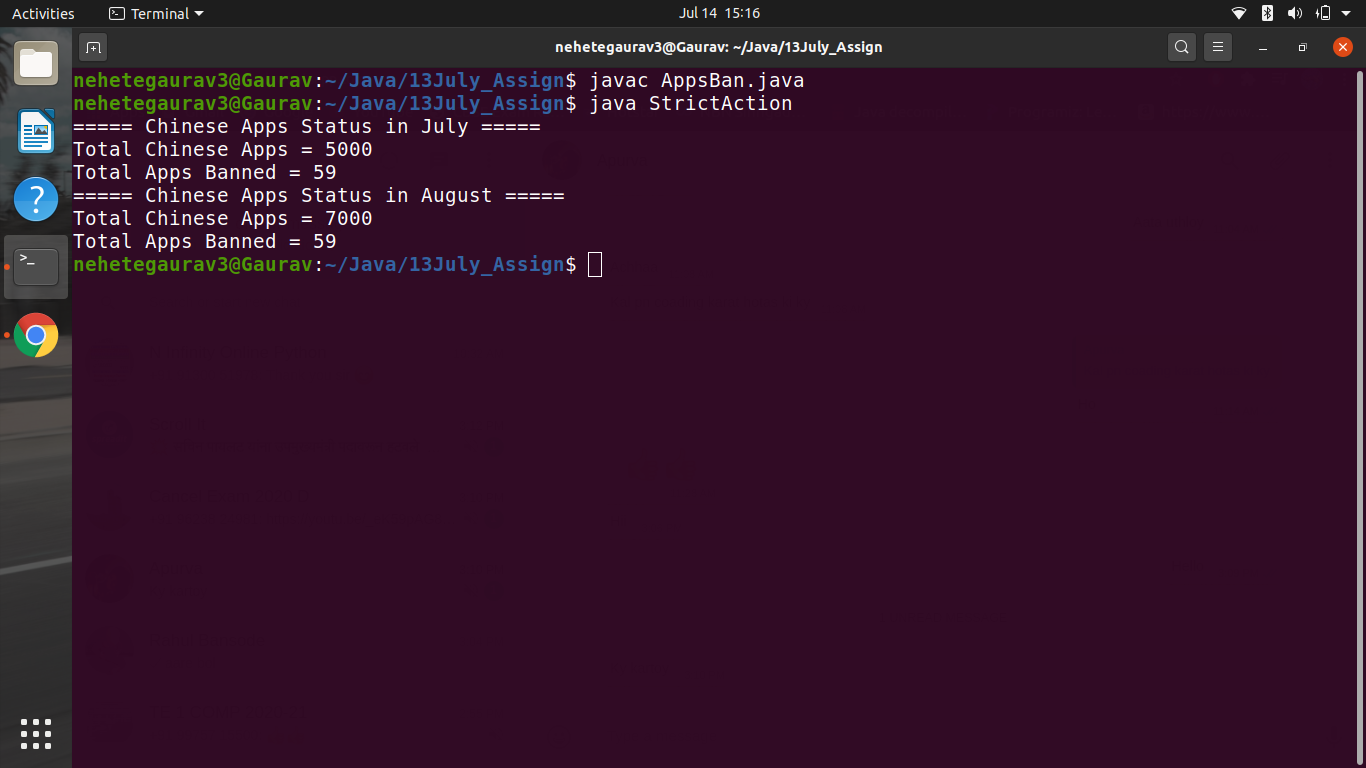 Activities
Terminal
Jul 14 15:16
nehetegaurav3@Gaurav: ~/Java/13July_Assign
nehetegaurav3@Gaurav:~/Java/13July_Assign$ javac AppsBan.java
nehetegaurav3@Gaurav:~/Java/13July_Assign$ java StrictAction
===== Chinese Apps Status in July =====
Total Chinese Apps = 5000
Total Apps Banned = 59
===== Chinese Apps Status in August =====
Total Chinese Apps = 7000
Total Apps Banned = 59
nehetegaurav3@Gaurav:~/Java/13July_Assign$